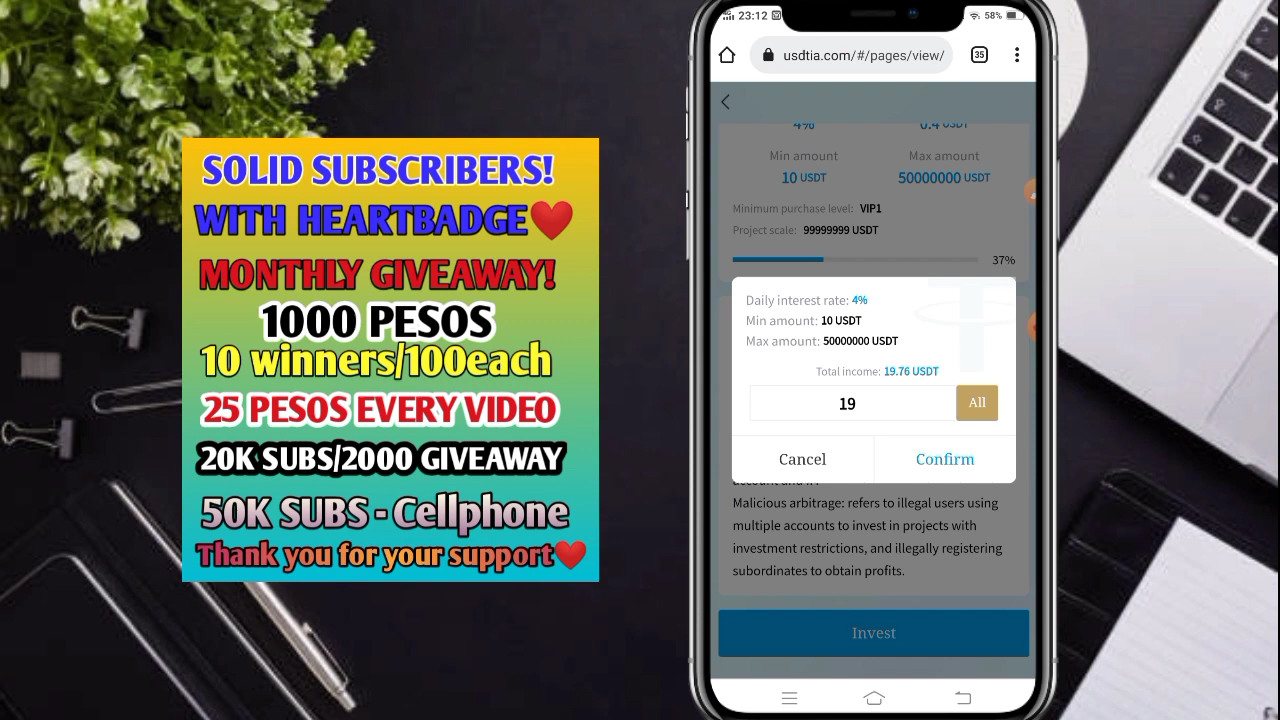 SOLID SUBSCRIBERS!
WITH HEARTBADGE❤️
MONTHLY GIVEAWAY!
1000 PESOS
10 winners/100each
25 PESOS EVERY VIDEO
20K SUBS/2000 GIVEAWAY
50K SUBS - Cellphone
Thank you for your support❤️
23:12
58%
usdtia.com/#/pages/view/
35
4%
0.4 USDT
Min amount
Max amount
10 USDT
50000000 USDT
Minimum purchase level: VIP1
Project scale: 99999999 USDT
37%
Daily interest rate: 4%
Min amount: 10 USDT
Max amount: 50000000 USDT
Total income: 19.76 USDT
19
All
Cancel
Confirm
Malicious arbitrage: refers to illegal users using
multiple accounts to invest in projects with
investment restrictions, and illegally registering
subordinates to obtain profits.
Invest